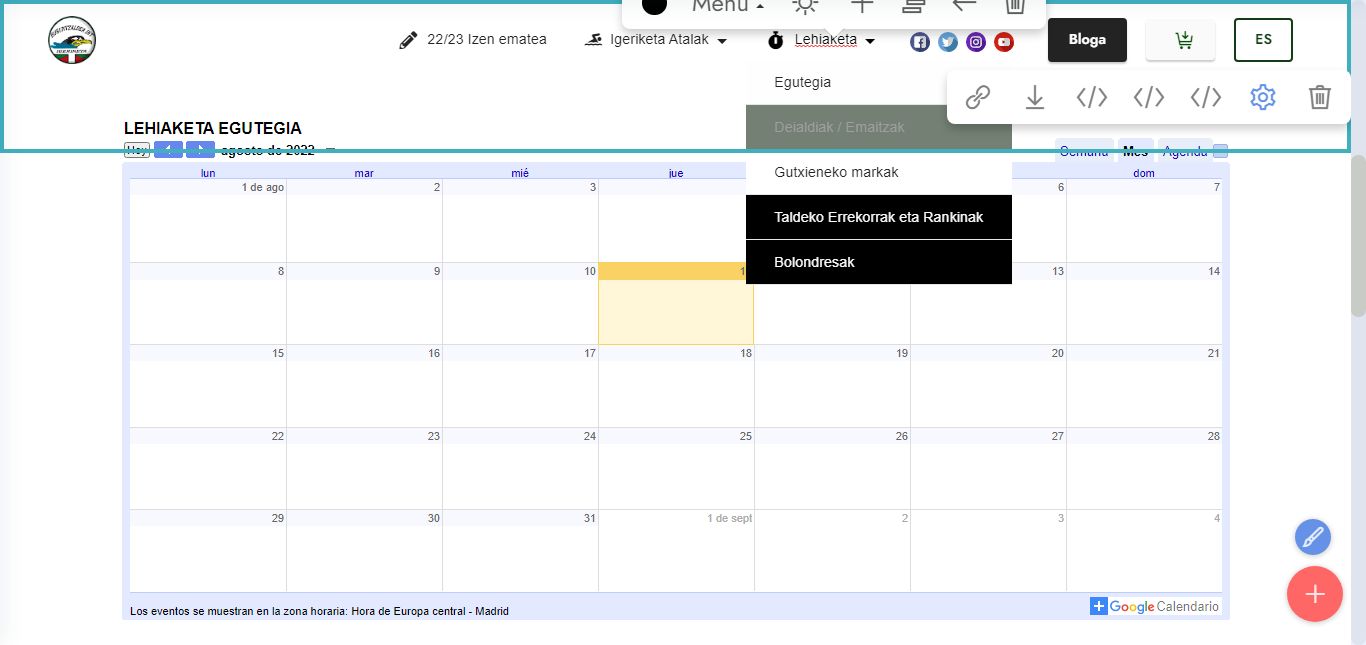 Menu
22/23 Izen ematea
Igeriketa Atalak
Lehiaketa
Bloga
ES
Egutegia
Deialdiak / Emaitzak
Gutxieneko markak
Taldeko Errekorrak eta Rankinak
Bolondresak
LEHIAKETA EGUTEGIA
Hoy
agosto de 2022
Semana
Mes
Agenda
lun mar mié jue dom
1 de ago 2 3 6 7
8 9 10 13 14
15 16 17 18 19 20 21
22 23 24 25 26 27 28
29 30 31 1 de sept 2 3 4
Los eventos se muestran en la zona horaria: Hora de Europa central - Madrid
Google Calendario